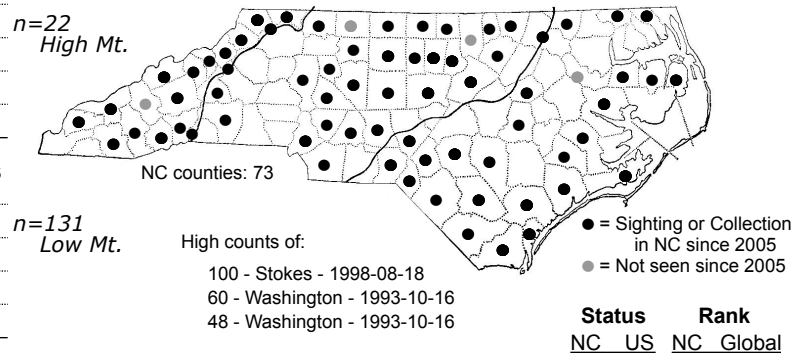 n=22
High Mt.
NC counties: 73
n=131
Low Mt.
High counts of:
100 - Stokes - 1998-08-18
60 - Washington - 1993-10-16
48 - Washington - 1993-10-16
= Sighting or Collection
in NC since 2005
= Not seen since 2005
Status Rank
NC US NC Global